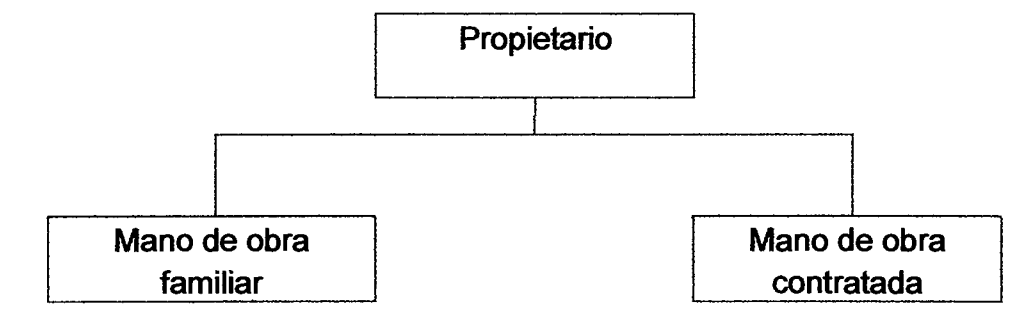 Propietario
Mano de obra
familiar
Mano de obra
contratada